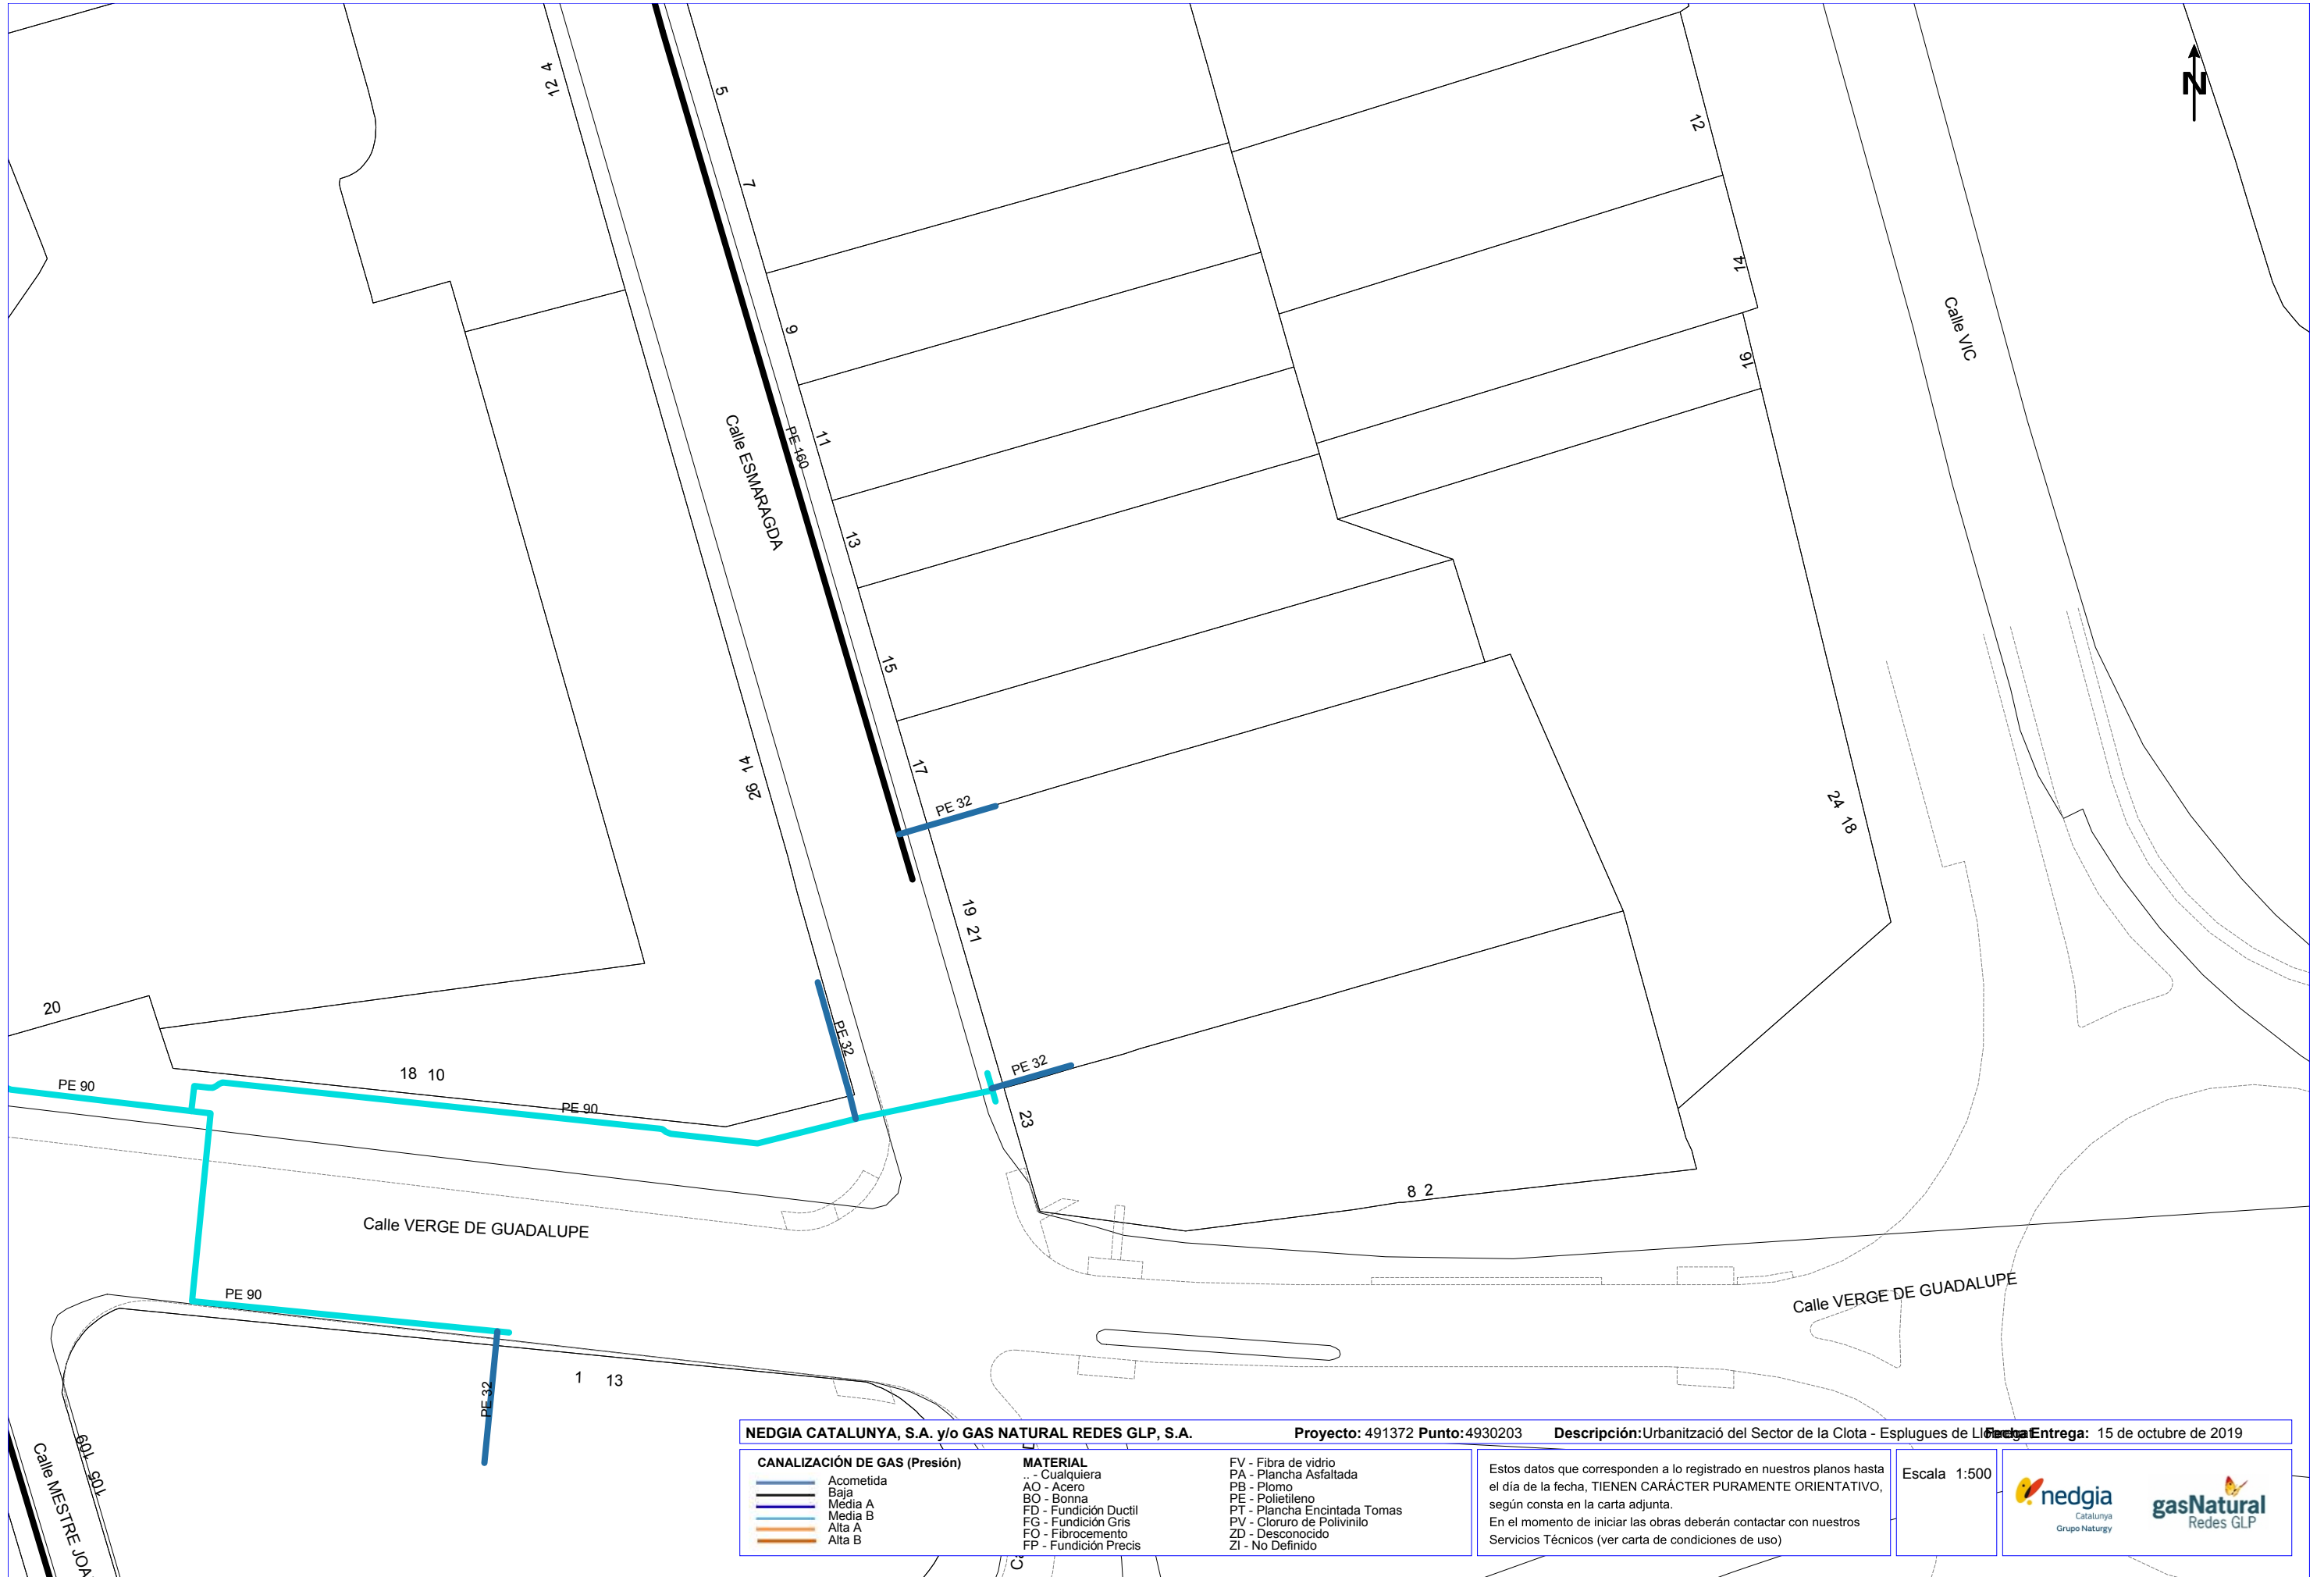 12 4
5
7
9
11
13
15
17
19 21
23
12
14
16
24 18
N
Calle VIC
Calle ESMARAGDA
PE 160
26 14
PE 32
PE 32
PE 32
20
18 10
PE 90
PE 90
8 2
Calle VERGE DE GUADALUPE
Calle VERGE DE GUADALUPE
PE 90
PE 32
1 13
105 109
Calle MESTRE JOA
NEDGIA CATALUNYA, S.A. y/o GAS NATURAL REDES GLP, S.A. Proyecto: 491372 Punto:4930203 Descripción:Urbanització del Sector de la Clota - Esplugues de Llobregat Fecha Entrega: 15 de octubre de 2019
CANALIZACIÓN DE GAS (Presión)
Acometida
Baja
Media A
Media B
Alta A
Alta B
MATERIAL
.. - Cualquiera
AO - Acero
BO - Bonna
FD - Fundición Ductil
FG - Fundición Gris
FO - Fibrocemento
FP - Fundición Precis
FV - Fibra de vidrio
PA - Plancha Asfaltada
PB - Plomo
PE - Polietileno
PT - Plancha Encintada Tomas
PV - Cloruro de Polivinilo
ZD - Desconocido
ZI - No Definido
Estos datos que corresponden a lo registrado en nuestros planos hasta
el día de la fecha, TIENEN CARÁCTER PURAMENTE ORIENTATIVO,
según consta en la carta adjunta.
En el momento de iniciar las obras deberán contactar con nuestros
Servicios Técnicos (ver carta de condiciones de uso)
Escala 1:500
nedgia
Catalunya
Grupo Naturgy
gasNatural
Redes GLP